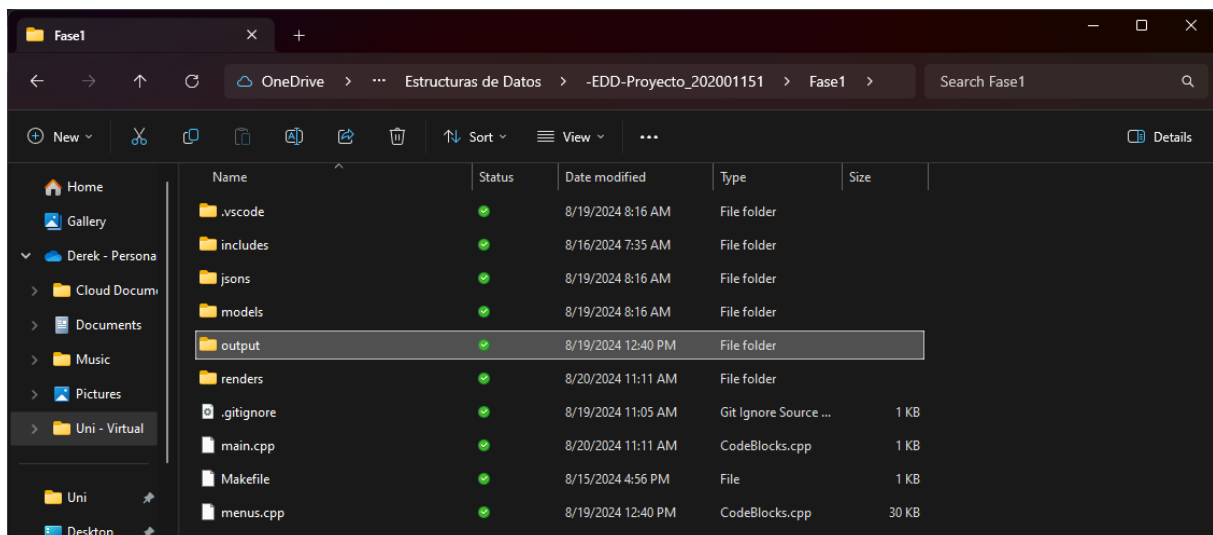 Fase1
OneDrive > ... Estructuras de Datos > -EDD-Proyecto_202001151 > Fase1 > Search Fase1
New Sort View ... Details
Name Status Date modified Type Size
Home
Gallery
Derek - Persona
Cloud Docum
Documents
Music
Pictures
Uni - Virtual
Uni
Desktop
.vscode 8/19/2024 8:16 AM File folder
includes 8/16/2024 7:35 AM File folder
jsons 8/19/2024 8:16 AM File folder
models 8/19/2024 8:16 AM File folder
output 8/19/2024 12:40 PM File folder
renders 8/20/2024 11:11 AM File folder
.gitignore 8/19/2024 11:05 AM Git Ignore Source ... 1 KB
main.cpp 8/20/2024 11:11 AM CodeBlocks.cpp 1 KB
Makefile 8/15/2024 4:56 PM File 1 KB
menus.cpp 8/19/2024 12:40 PM CodeBlocks.cpp 30 KB